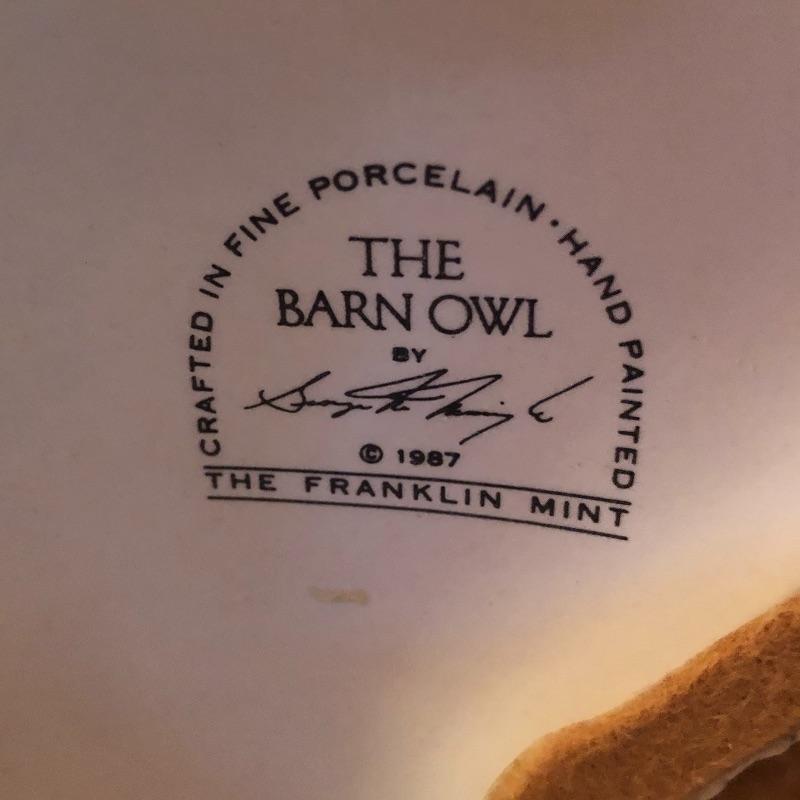 CRAFTED IN FINE PORCELAIN · HAND PAINTED
THE
BARN OWL
BY
© 1987
THE FRANKLIN MINT